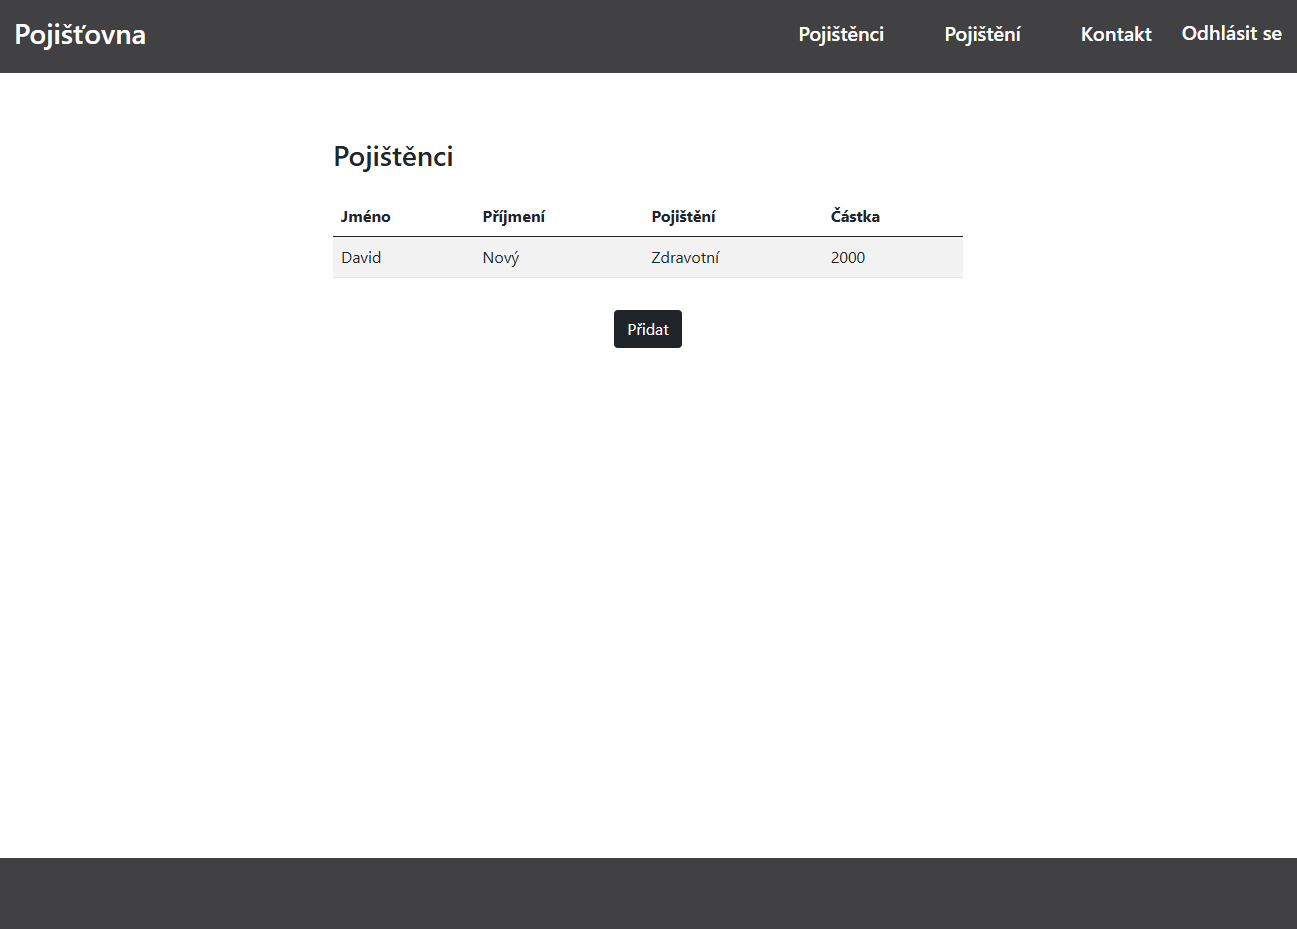 Pojišťovna Pojištěnci Pojištění Kontakt Odhlásit se
Pojištěnci
Jméno Příjmení Pojištění Částka
David Nový Zdravotní 2000
Přidat